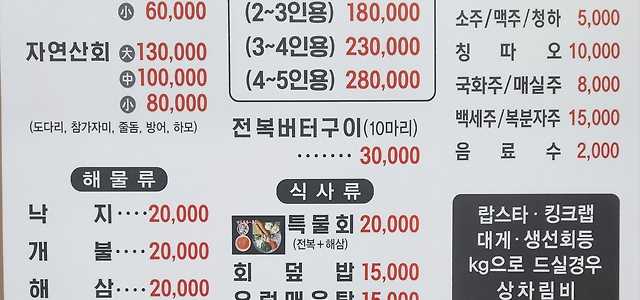 小 60,000
자연산회 大 130,000
中 100,000
小 80,000
(도다리, 참가자미, 줄돔, 방어, 하모)
해물류
낙 지···· 20,000
개 불···· 20,000
해 삼···· 20,000
(2~3인용) 180,000
(3~4인용) 230,000
(4~5인용) 280,000
전복버터구이(10마리)
······· 30,000
식사류
특물회 20,000
(전복+해삼)
회 덮 밥 15,000
15,000
소주/맥주/청하 5,000
칭 따 오 10,000
국화주/매실주 8,000
백세주/복분자주 15,000
음 료 수 2,000
랍스타·킹크랩
대게·생선회등
kg으로 드실경우
상차림비